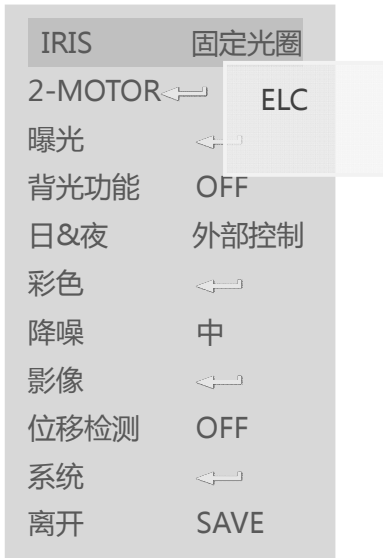 IRIS 固定光圈
2-MOTOR
ELC
曝光
背光功能 OFF
日&夜 外部控制
彩色
降噪 中
影像
位移检测 OFF
系统
离开 SAVE